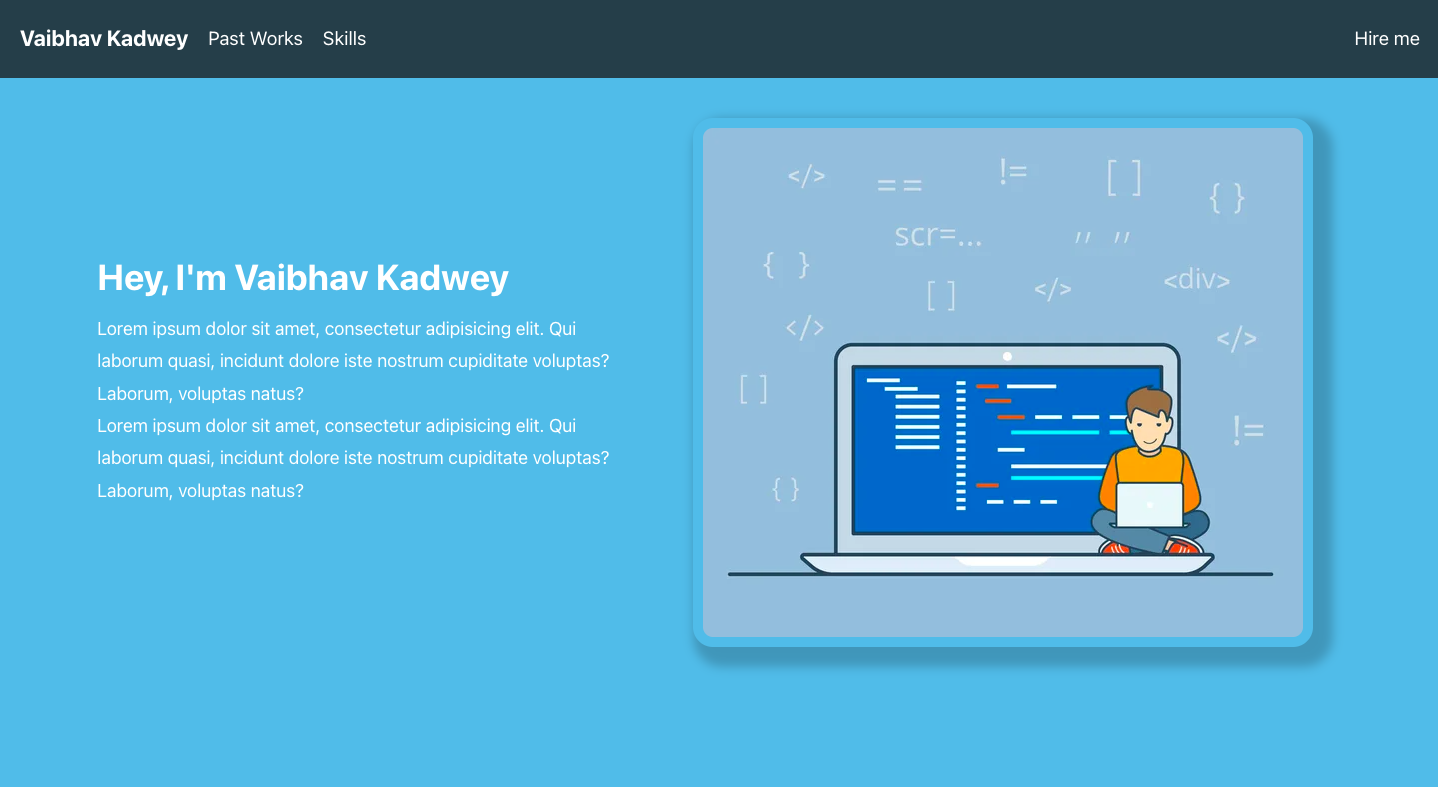 Vaibhav Kadwey Past Works Skills Hire me
Hey, I'm Vaibhav Kadwey
Lorem ipsum dolor sit amet, consectetur adipisicing elit. Qui
laborum quasi, incidunt dolore iste nostrum cupiditate voluptas?
Laborum, voluptas natus?
Lorem ipsum dolor sit amet, consectetur adipisicing elit. Qui
laborum quasi, incidunt dolore iste nostrum cupiditate voluptas?
Laborum, voluptas natus?
</> == != [ ] { }
scr=... ,, ,,
{ } [ ] </> <div>
</> </>
[ ] !=
{ }